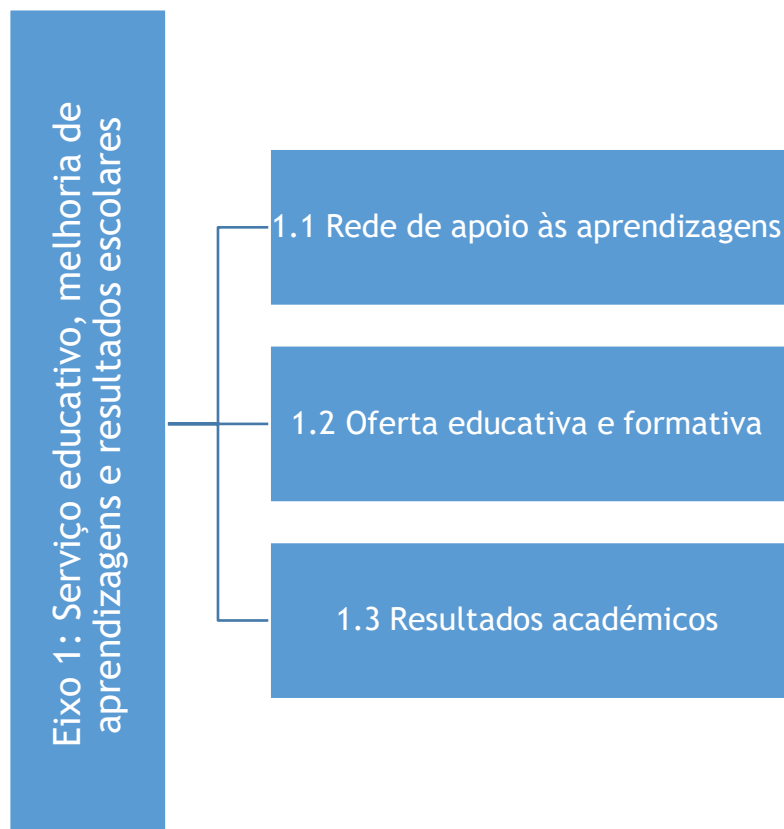 Eixo 1: Serviço educativo, melhoria de
aprendizagens e resultados escolares
1.1 Rede de apoio às aprendizagens
1.2 Oferta educativa e formativa
1.3 Resultados académicos